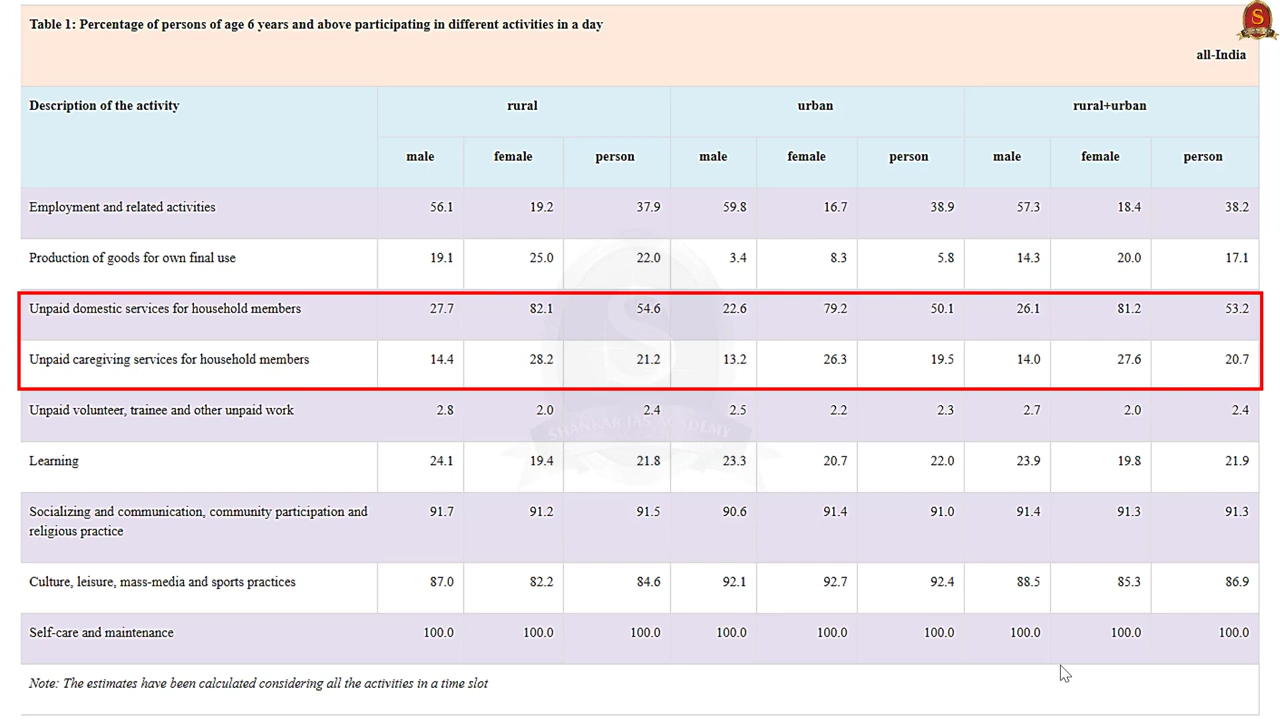 Table 1: Percentage of persons of age 6 years and above participating in different activities in a day
S
all-India
Description of the activity rural urban rural+urban
male female person male female person male female person
Employment and related activities 56.1 19.2 37.9 59.8 16.7 38.9 57.3 18.4 38.2
Production of goods for own final use 19.1 25.0 22.0 3.4 8.3 5.8 14.3 20.0 17.1
Unpaid domestic services for household members 27.7 82.1 54.6 22.6 79.2 50.1 26.1 81.2 53.2
Unpaid caregiving services for household members 14.4 28.2 21.2 13.2 26.3 19.5 14.0 27.6 20.7
Unpaid volunteer, trainee and other unpaid work 2.8 2.0 2.4 2.5 2.2 2.3 2.7 2.0 2.4
SHANKAR IAS ACADEMY
Learning 24.1 19.4 21.8 23.3 20.7 22.0 23.9 19.8 21.9
Socializing and communication, community participation and 91.7 91.2 91.5 90.6 91.4 91.0 91.4 91.3 91.3
religious practice
Culture, leisure, mass-media and sports practices 87.0 82.2 84.6 92.1 92.7 92.4 88.5 85.3 86.9
Self-care and maintenance 100.0 100.0 100.0 100.0 100.0 100.0 100.0 100.0 100.0
Note: The estimates have been calculated considering all the activities in a time slot